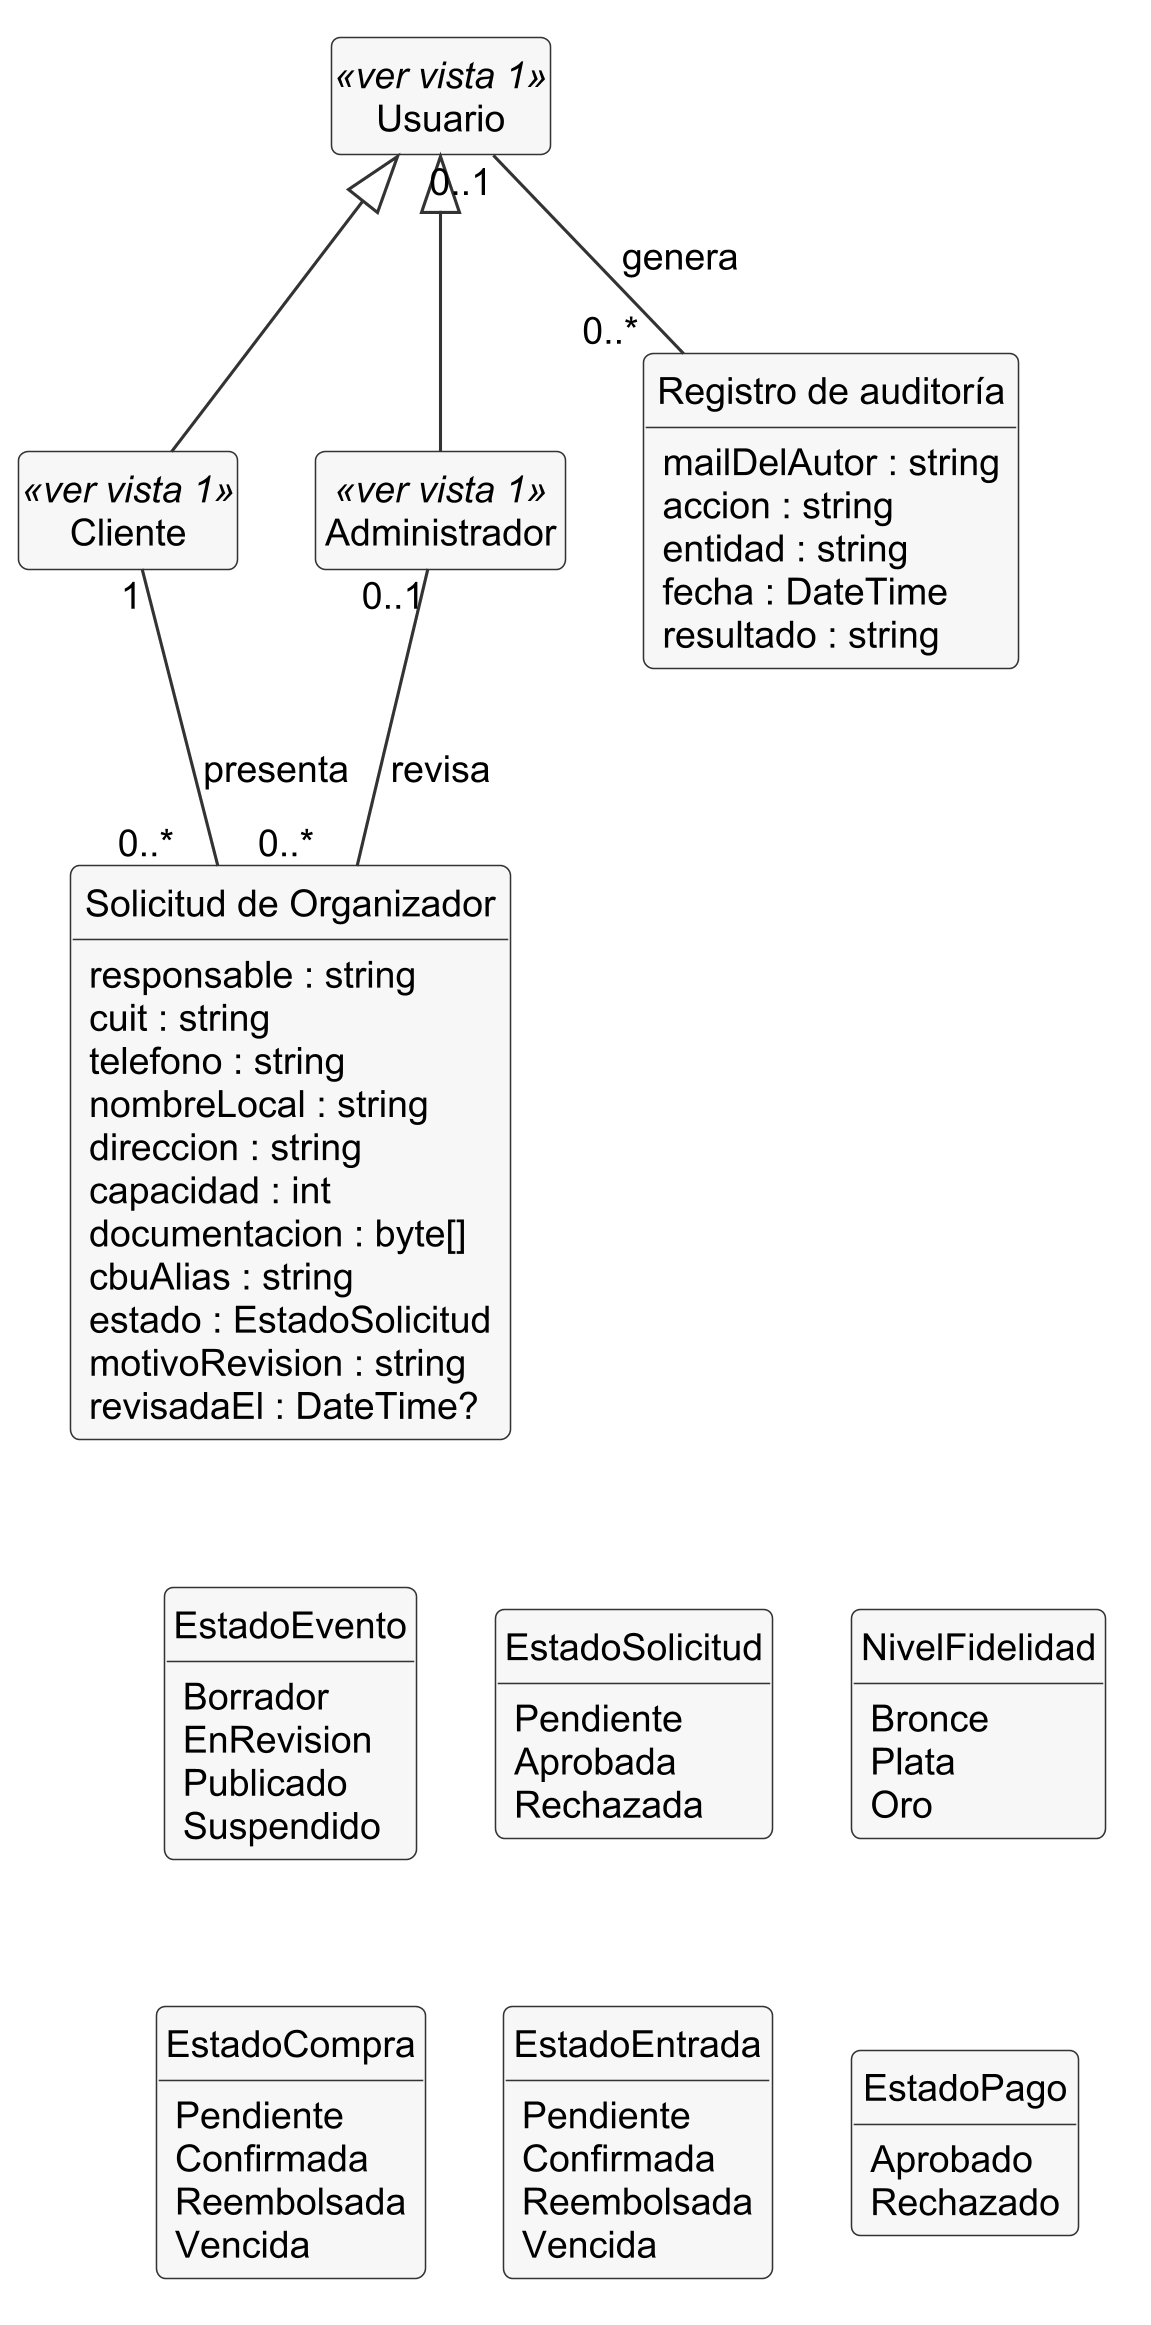 «ver vista 1»
Usuario
0..1
genera
0..*
Registro de auditoría
mailDelAutor : string
accion : string
entidad : string
fecha : DateTime
resultado : string
«ver vista 1»
Cliente
«ver vista 1»
Administrador
1
0..1
presenta
revisa
0..*
0..*
Solicitud de Organizador
responsable : string
cuit : string
telefono : string
nombreLocal : string
direccion : string
capacidad : int
documentacion : byte[]
cbuAlias : string
estado : EstadoSolicitud
motivoRevision : string
revisadaEl : DateTime?
EstadoEvento
Borrador
EnRevision
Publicado
Suspendido
EstadoSolicitud
Pendiente
Aprobada
Rechazada
NivelFidelidad
Bronce
Plata
Oro
EstadoCompra
Pendiente
Confirmada
Reembolsada
Vencida
EstadoEntrada
Pendiente
Confirmada
Reembolsada
Vencida
EstadoPago
Aprobado
Rechazado